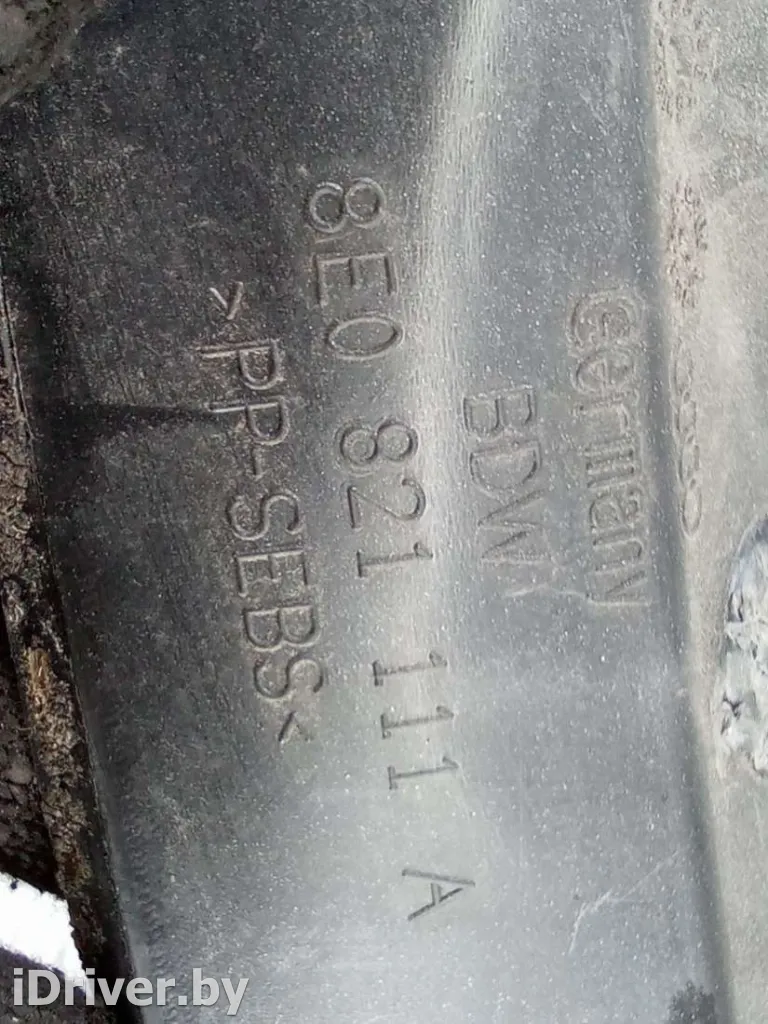 Germany
BDW
8E0 821 111 A
>PP-SEBS<
iDriver.by